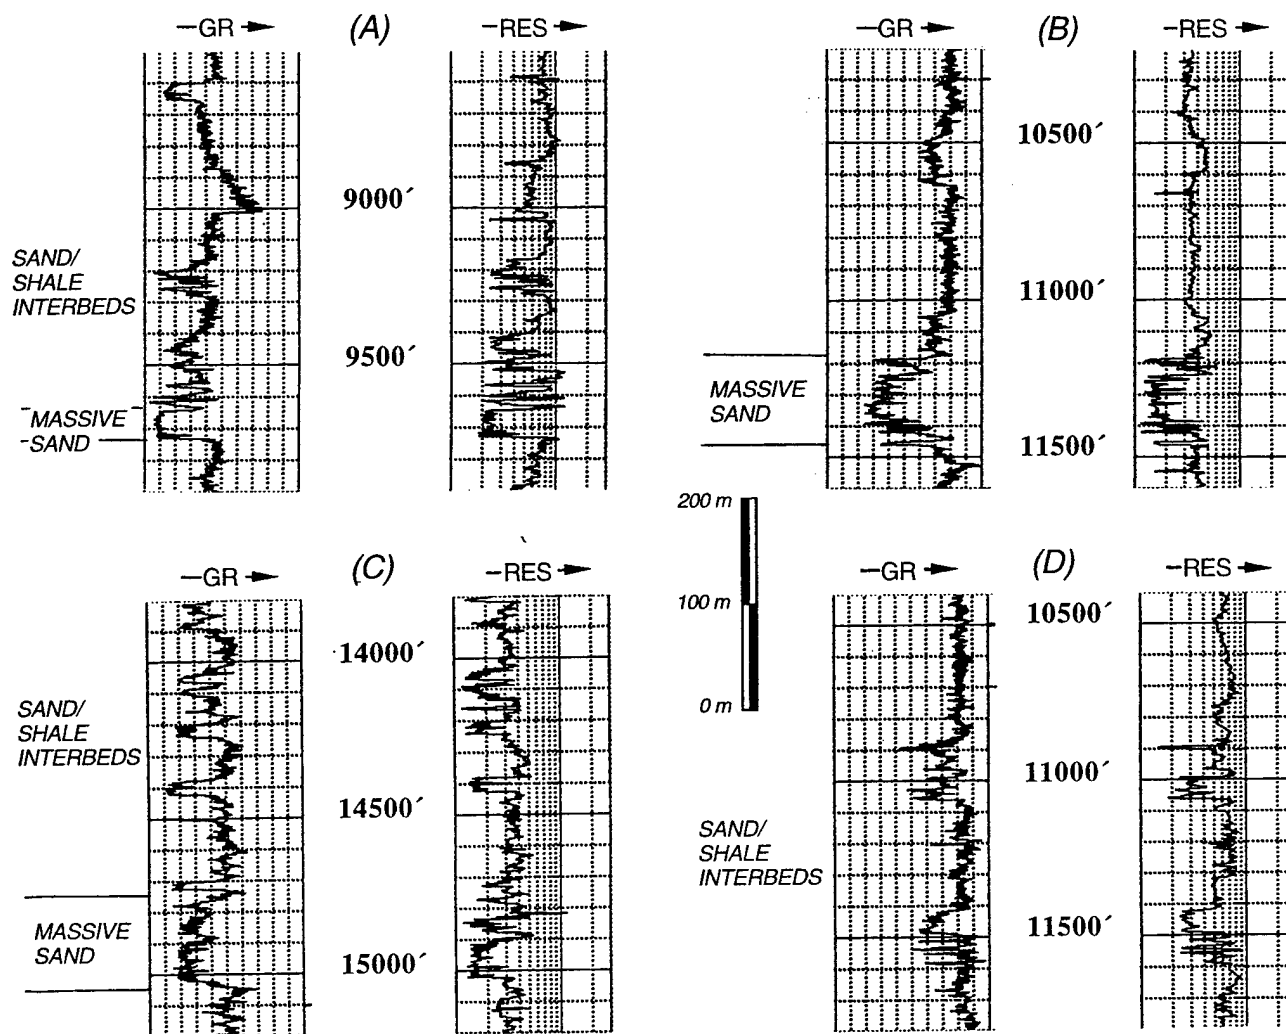 GR
(A)
RES
9000′
SAND/
SHALE
INTERBEDS
9500′
MASSIVE
SAND
GR
(B)
RES
10500′
11000′
MASSIVE
SAND
11500′
200 m
100 m
0 m
GR
(C)
RES
14000′
SAND/
SHALE
INTERBEDS
14500′
MASSIVE
SAND
15000′
GR
(D)
RES
10500′
11000′
SAND/
SHALE
INTERBEDS
11500′